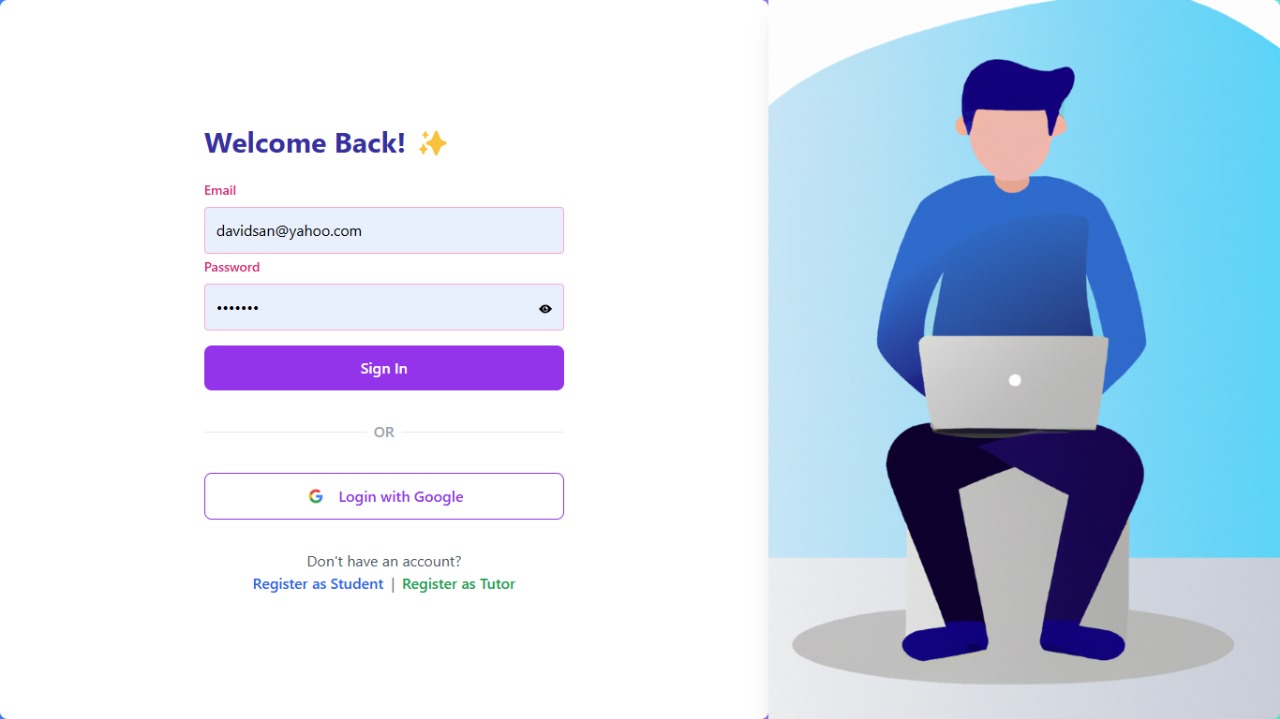 Welcome Back! ✨
Email
davidsan@yahoo.com
Password
•••••••
Sign In
OR
Login with Google
Don't have an account?
Register as Student | Register as Tutor